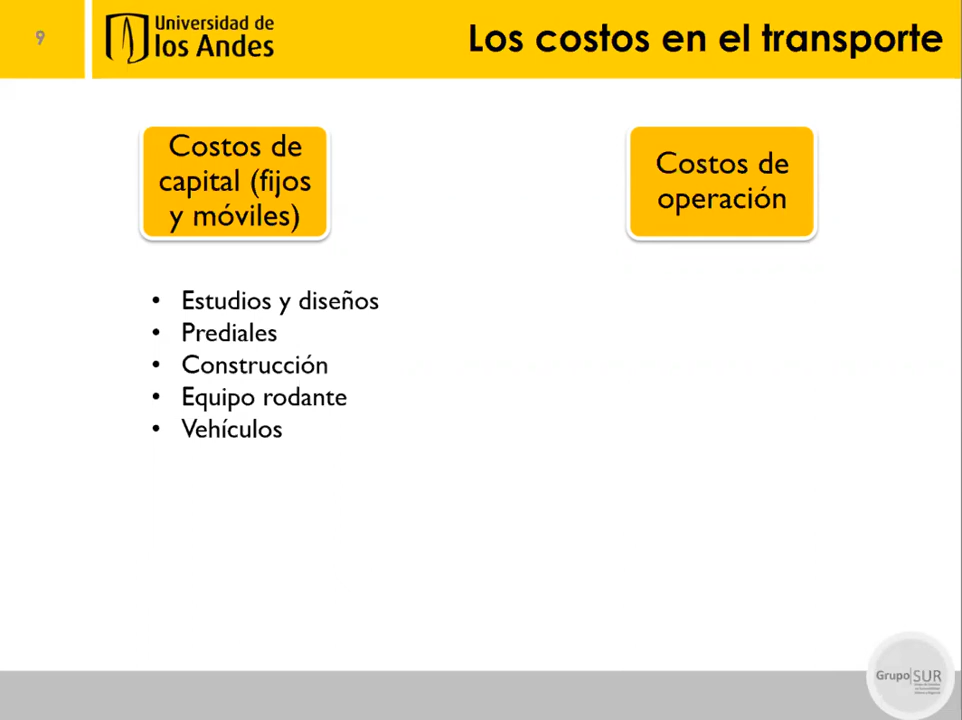 9
Universidad de
los Andes
Los costos en el transporte
Costos de
capital (fijos
y móviles)
Costos de
operación
• Estudios y diseños
• Prediales
• Construcción
• Equipo rodante
• Vehículos
Grupo|SUR